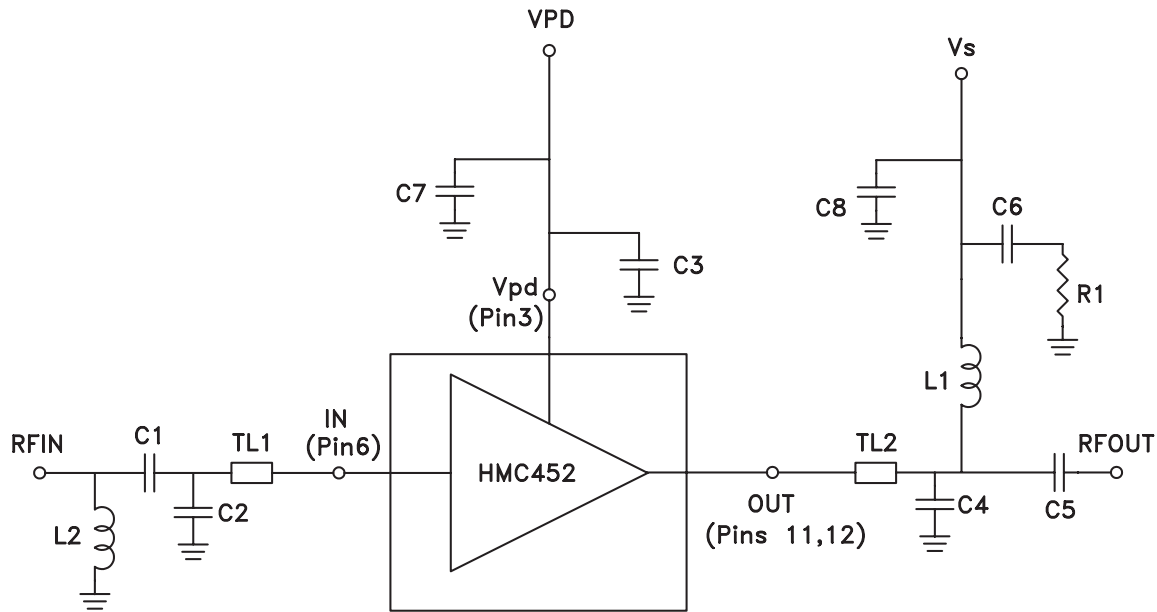 VPD
Vs
C7
C8
C6
C3
Vpd
(Pin3)
R1
L1
RFIN
C1
TL1
IN
(Pin6)
HMC452
TL2
RFOUT
C2
L2
OUT
(Pins 11,12)
C4
C5